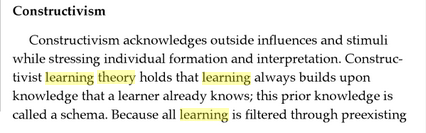 Constructivism
Constructivism acknowledges outside influences and stimuli
while stressing individual formation and interpretation. Construc-
tivist learning theory holds that learning always builds upon
knowledge that a learner already knows; this prior knowledge is
called a schema. Because all learning is filtered through preexisting